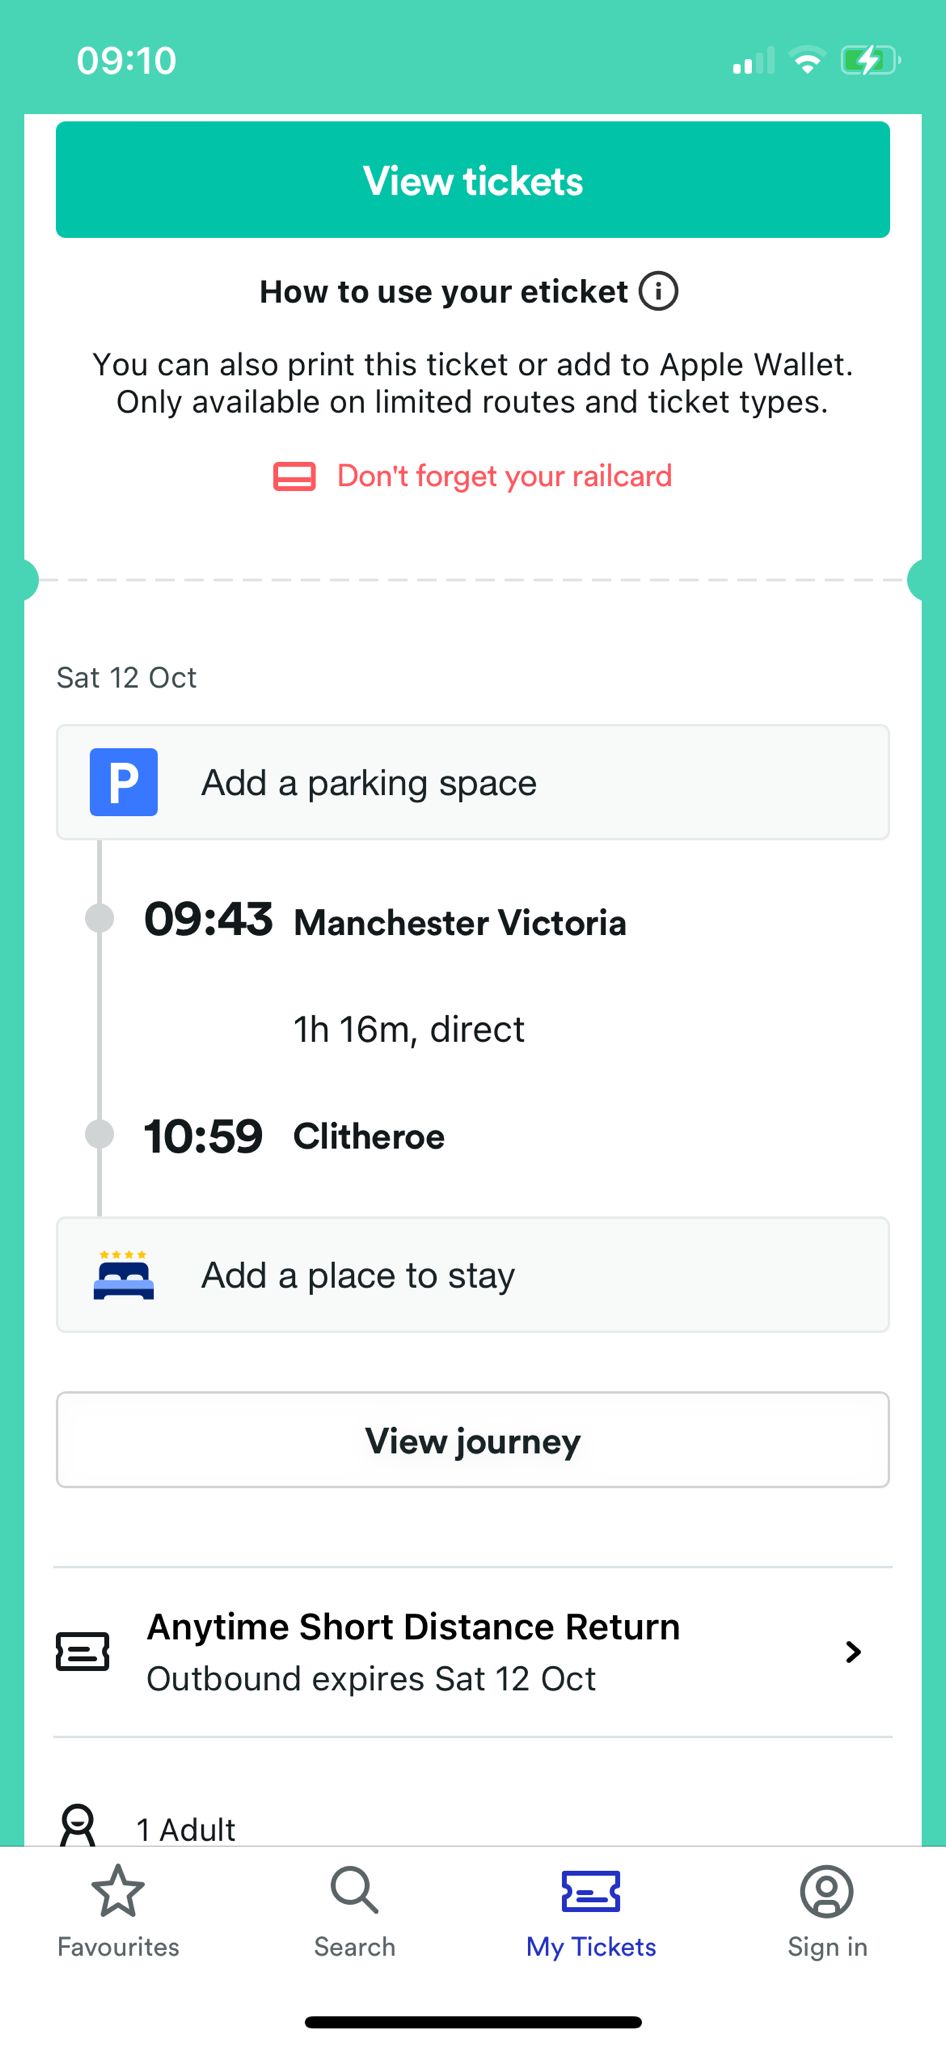 09:10
View tickets
How to use your eticket
You can also print this ticket or add to Apple Wallet.
Only available on limited routes and ticket types.
Don't forget your railcard
Sat 12 Oct
P Add a parking space
09:43 Manchester Victoria
1h 16m, direct
10:59 Clitheroe
Add a place to stay
View journey
Anytime Short Distance Return
Outbound expires Sat 12 Oct
1 Adult
Favourites Search My Tickets Sign in